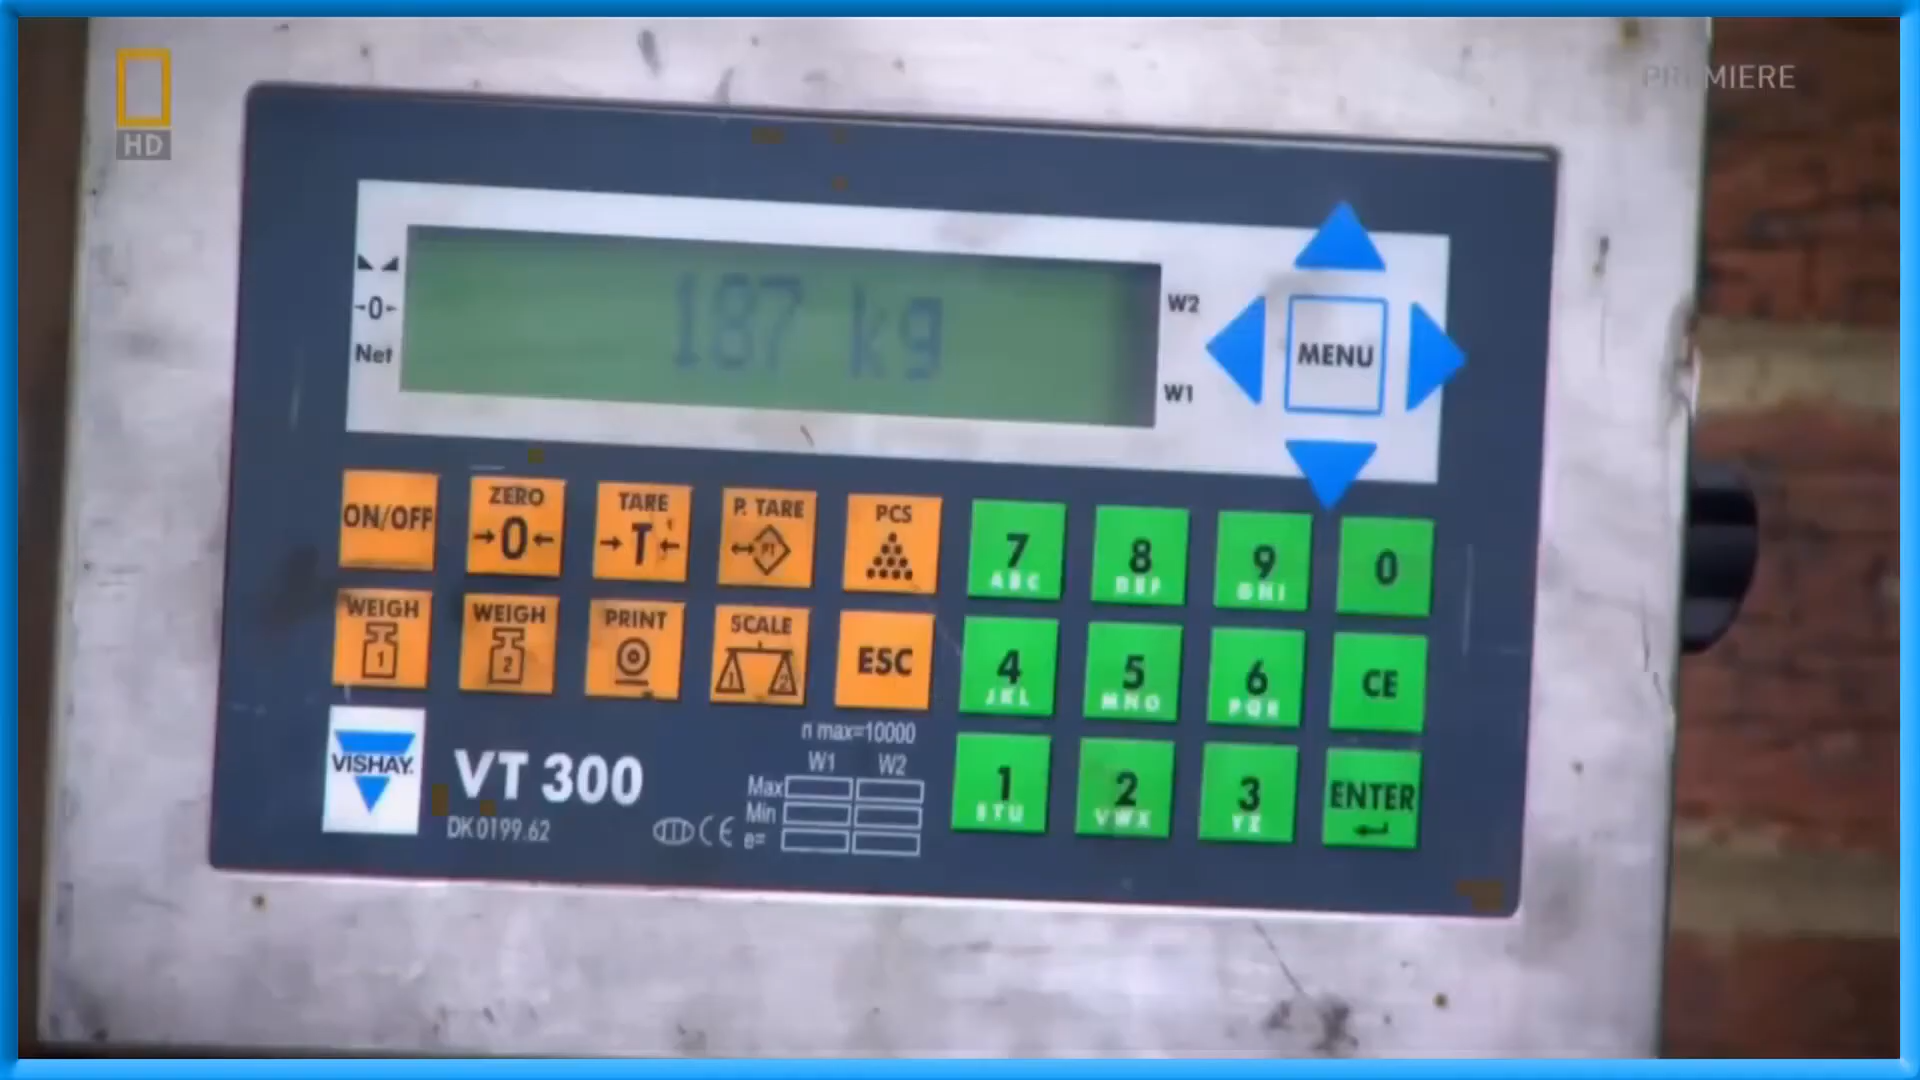 HD
PREMIERE
187 kg
→0←
Net
W2
W1
MENU
ON/OFF
ZERO
→0←
TARE
→T←
P. TARE
PT
PCS
7
ABC
8
DEF
9
GHI
0
WEIGH
1
WEIGH
2
PRINT
SCALE
1 2
ESC
4
JKL
5
MNO
6
PQR
CE
VISHAY.
VT 300
DK 0199.62
CE
n max=10000
W1 W2
Max
Min
e=
1
STU
2
VWX
3
YZ
ENTER